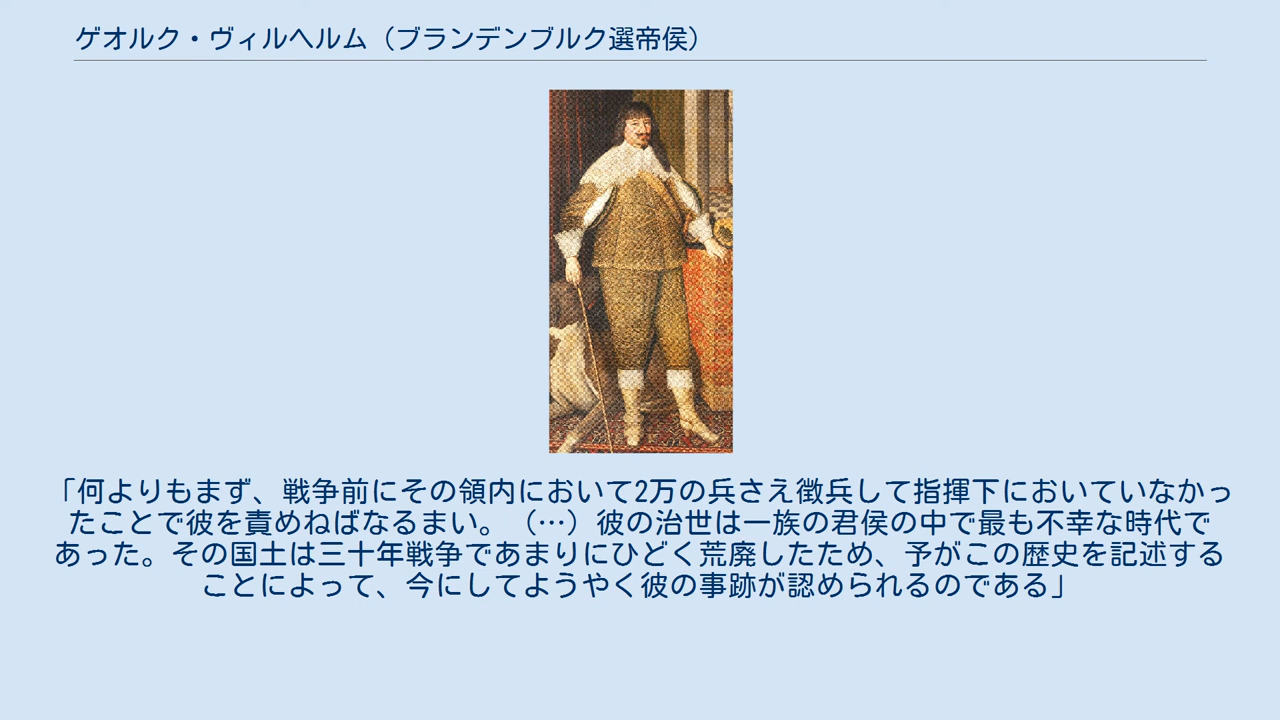 ゲオルク・ヴィルヘルム（ブランデンブルク選帝侯）
「何よりもまず、戦争前にその領内において2万の兵さえ徴兵して指揮下においていなかっ
たことで彼を責めねばなるまい。（…）彼の治世は一族の君侯の中で最も不幸な時代で
あった。その国土は三十年戦争であまりにひどく荒廃したため、予がこの歴史を記述する
ことによって、今にしてようやく彼の事跡が認められるのである」